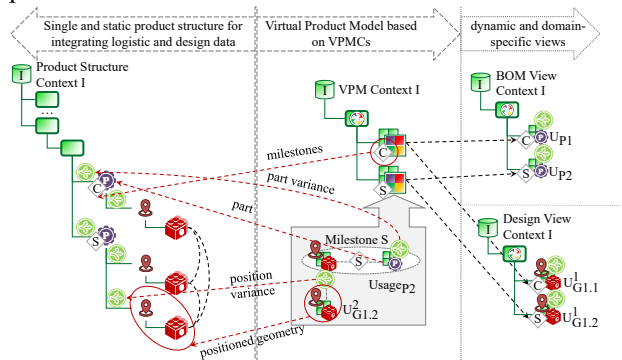 Single and static product structure for
integrating logistic and design data
Virtual Product Model based
on VPMCs
dynamic and domain-
specific views
I
Product Structure
Context I
...
P
C
P
S
milestones
part variance
part
position
variance
positioned geometry
I
VPM Context I
C
S
Milestone S
S
P
UsageP2
U²G1.2
I
BOM View
Context I
C
P
UP1
S
P
UP2
I
Design View
Context I
C
U¹G1.1
S
U¹G1.2